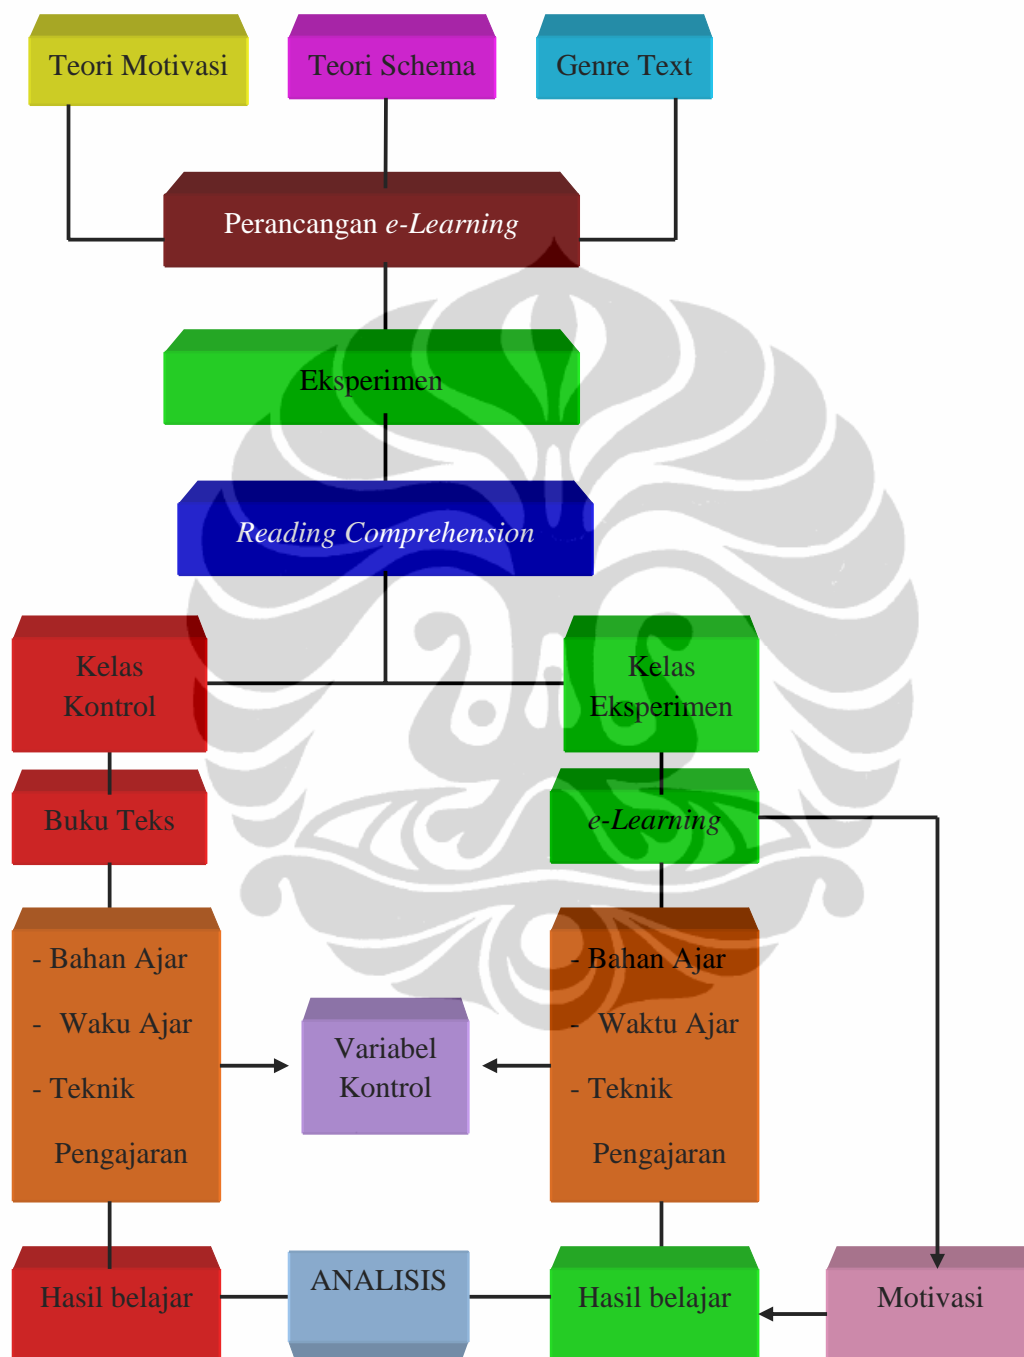 Teori Motivasi
Teori Schema
Genre Text
Perancangan e-Learning
Eksperimen
Reading Comprehension
Kelas
Kontrol
Kelas
Eksperimen
Buku Teks
e-Learning
- Bahan Ajar
- Waku Ajar
- Teknik
Pengajaran
Variabel
Kontrol
- Bahan Ajar
- Waktu Ajar
- Teknik
Pengajaran
Hasil belajar
ANALISIS
Hasil belajar
Motivasi